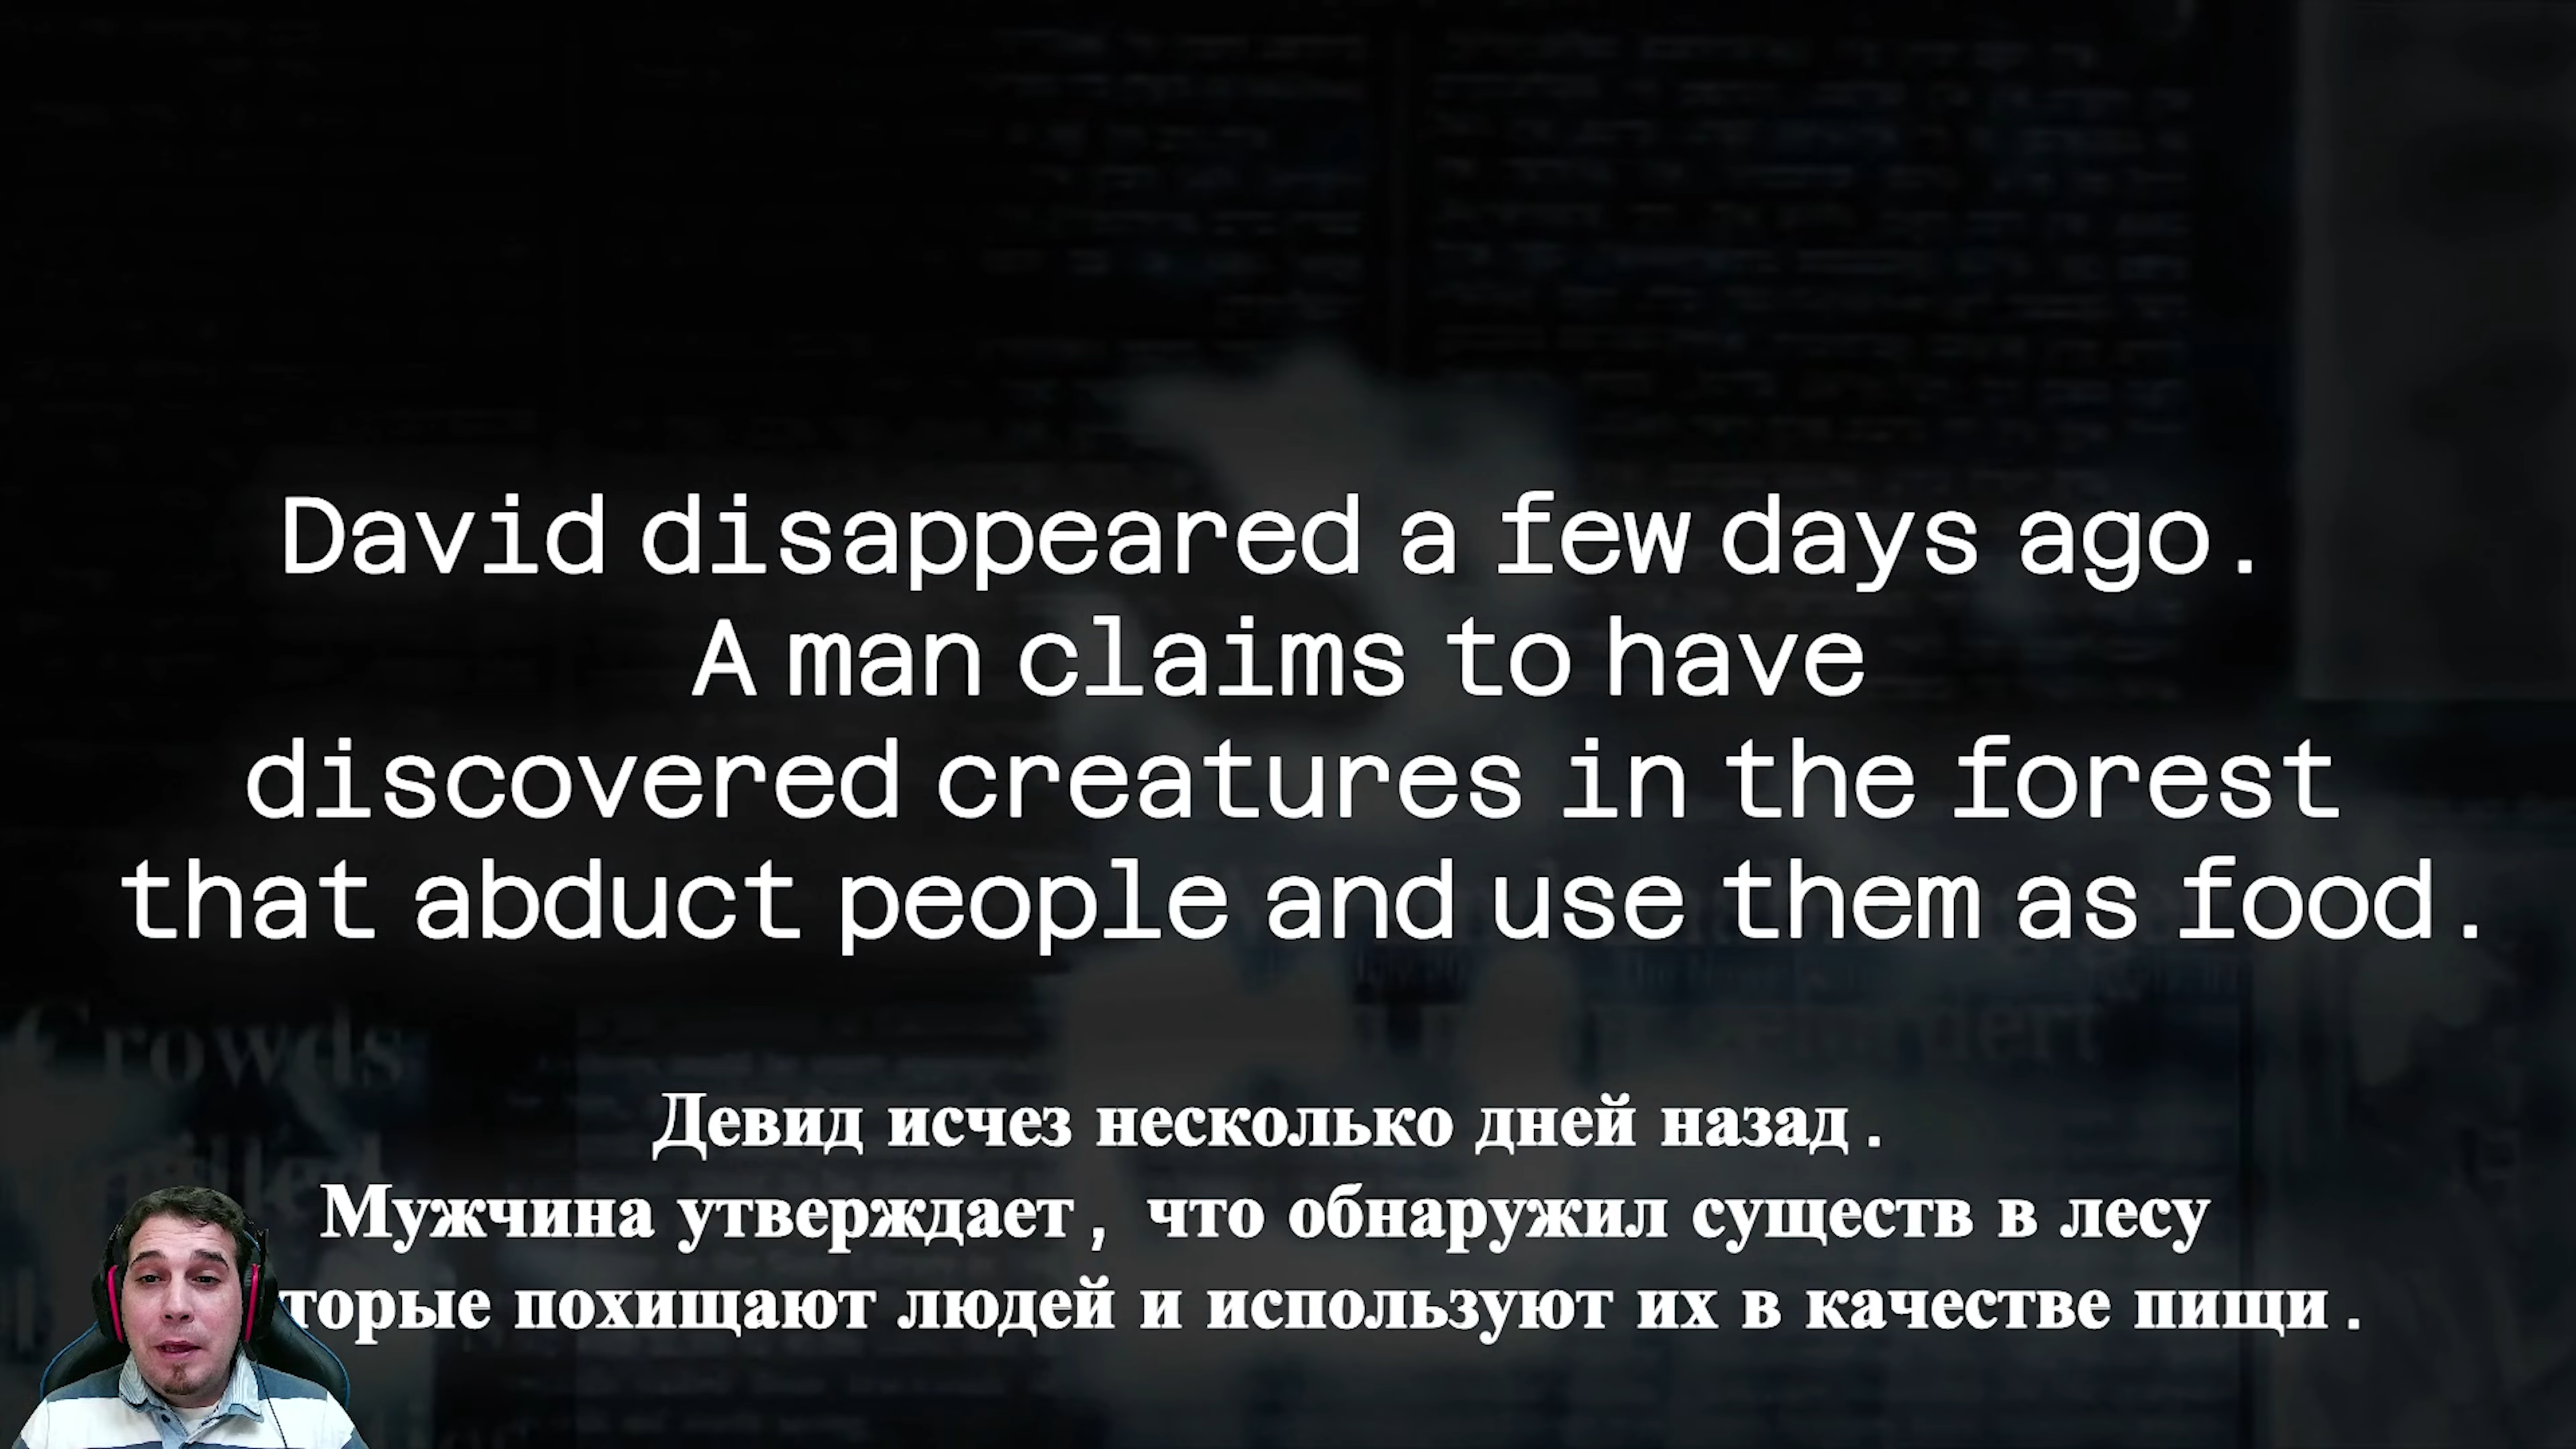 David disappeared a few days ago.
A man claims to have
discovered creatures in the forest
that abduct people and use them as food.
Crowds
Девид исчез несколько дней назад.
Мужчина утверждает, что обнаружил существ в лесу
похищают людей и используют их в качестве пищи.